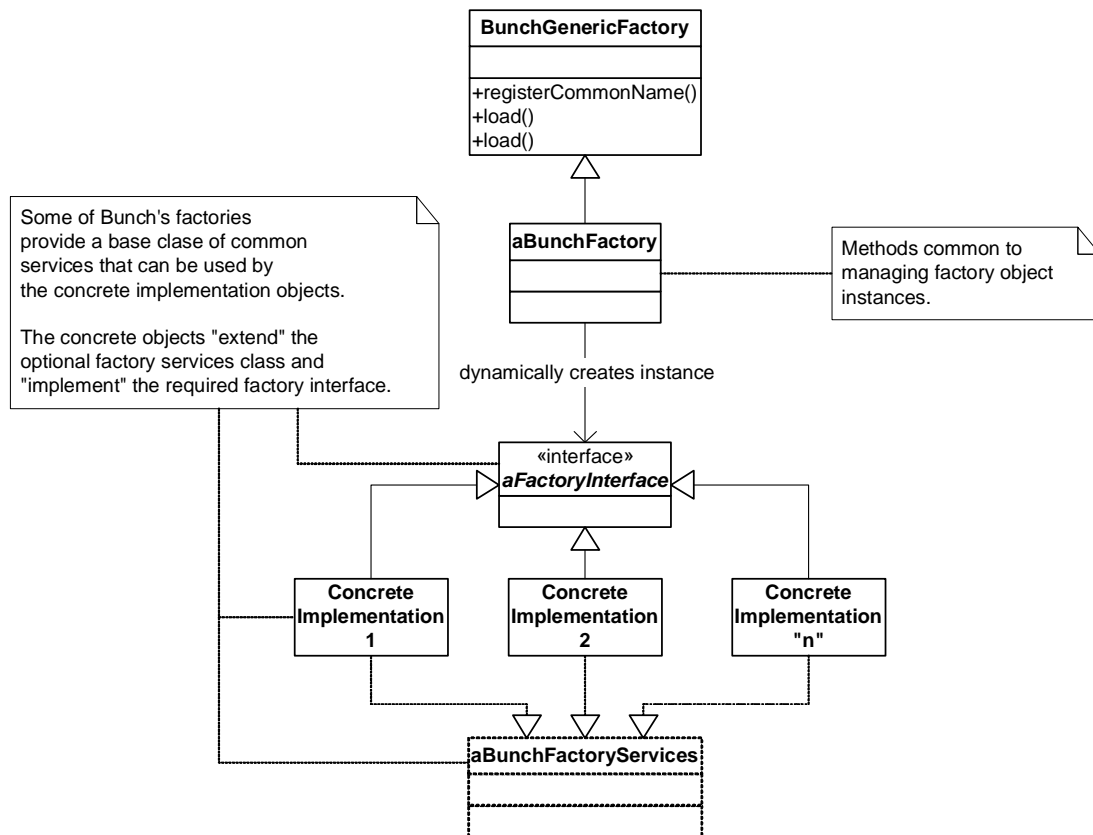 BunchGenericFactory
+registerCommonName()
+load()
+load()
Some of Bunch's factories
provide a base clase of common
services that can be used by
the concrete implementation objects.
The concrete objects "extend" the
optional factory services class and
"implement" the required factory interface.
aBunchFactory
Methods common to
managing factory object
instances.
dynamically creates instance
«interface»
aFactoryInterface
Concrete
Implementation
1
Concrete
Implementation
2
Concrete
Implementation
"n"
aBunchFactoryServices